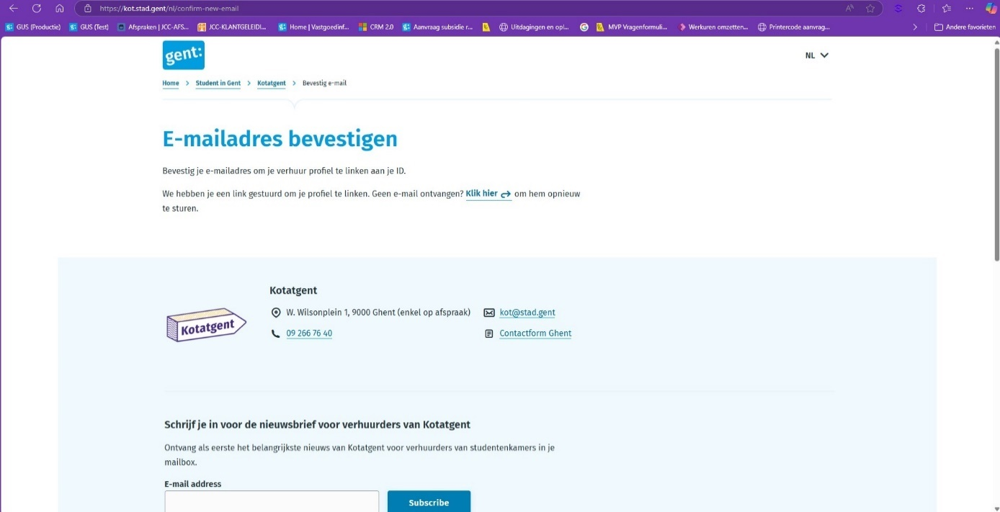 https://kot.stad.gent/nl/confirm-new-email
GUS (Productie) GUS (Test) Afspraken | JCC-AFS... JCC-KLANTGELEIDI... Home | Vastgoedinf... CRM 2.0 Aanvraag subsidie r... Uitdagingen en opl... MVP Vragenformuli... Werkuren omzetten... Printercode aanvrag... Andere favorieten
gent:
NL
Home > Student in Gent > Kotatgent > Bevestig e-mail
E-mailadres bevestigen
Bevestig je e-mailadres om je verhuur profiel te linken aan je ID.
We hebben je een link gestuurd om je profiel te linken. Geen e-mail ontvangen? Klik hier om hem opnieuw
te sturen.
Kotatgent
Kotatgent
W. Wilsonplein 1, 9000 Ghent (enkel op afspraak) kot@stad.gent
09 266 76 40 Contactform Ghent
Schrijf je in voor de nieuwsbrief voor verhuurders van Kotatgent
Ontvang als eerste het belangrijkste nieuws van Kotatgent voor verhuurders van studentenkamers in je
mailbox.
E-mail address
Subscribe